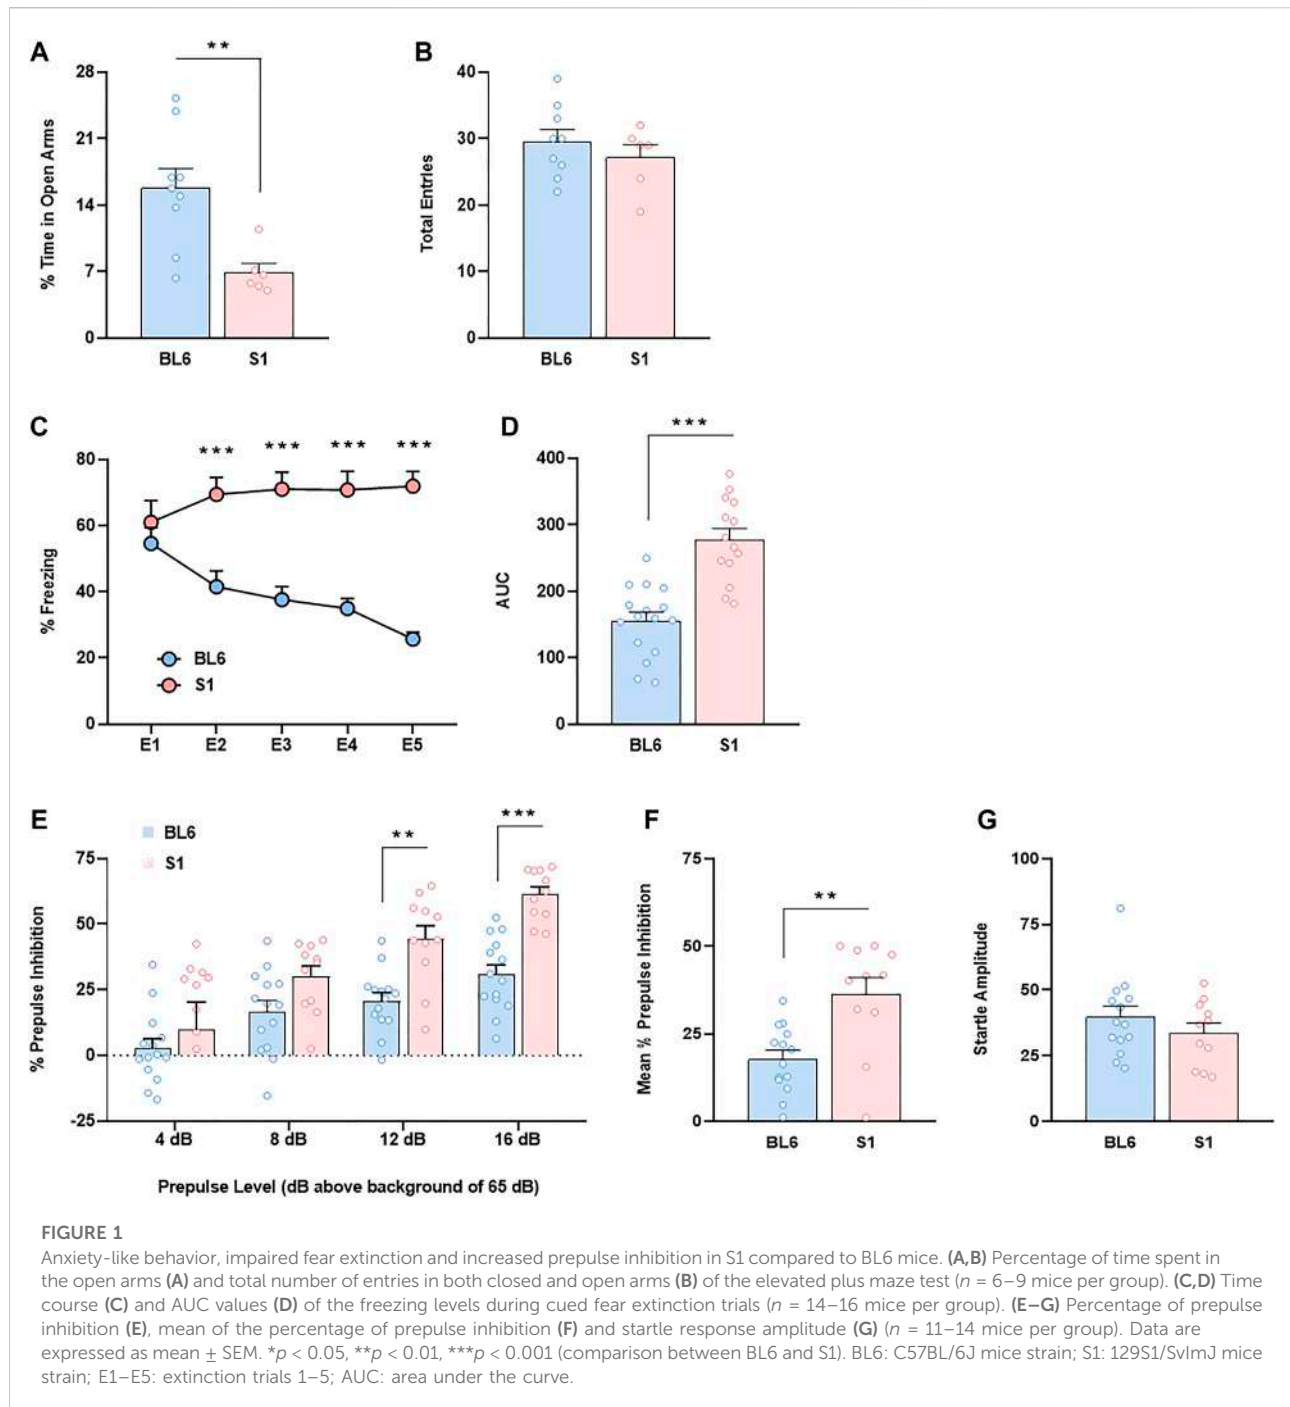 A
**
28
21
14
7
0
% Time in Open Arms
BL6
S1
B
40
30
20
10
0
Total Entries
BL6
S1
C
***
***
***
***
80
60
40
20
0
% Freezing
BL6
S1
E1
E2
E3
E4
E5
D
***
400
300
200
100
0
AUC
BL6
S1
E
BL6
S1
**
***
75
50
25
0
-25
% Prepulse Inhibition
4 dB
8 dB
12 dB
16 dB
Prepulse Level (dB above background of 65 dB)
F
**
75
50
25
0
Mean % Prepulse Inhibition
BL6
S1
G
100
75
50
25
0
Startle Amplitude
BL6
S1
FIGURE 1
Anxiety-like behavior, impaired fear extinction and increased prepulse inhibition in S1 compared to BL6 mice. (A,B) Percentage of time spent in
the open arms (A) and total number of entries in both closed and open arms (B) of the elevated plus maze test (n = 6–9 mice per group). (C,D) Time
course (C) and AUC values (D) of the freezing levels during cued fear extinction trials (n = 14–16 mice per group). (E–G) Percentage of prepulse
inhibition (E), mean of the percentage of prepulse inhibition (F) and startle response amplitude (G) (n = 11–14 mice per group). Data are
expressed as mean ± SEM. *p < 0.05, **p < 0.01, ***p < 0.001 (comparison between BL6 and S1). BL6: C57BL/6J mice strain; S1: 129S1/SvImJ mice
strain; E1–E5: extinction trials 1–5; AUC: area under the curve.